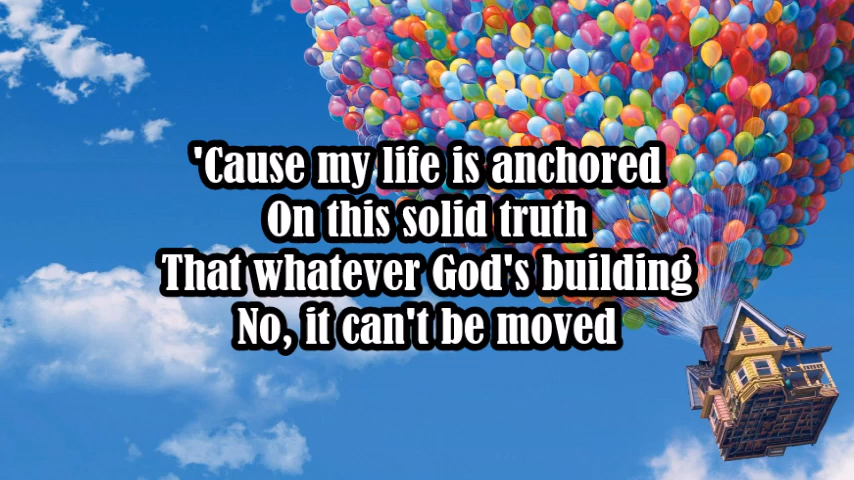 'Cause my life is anchored
On this solid truth
That whatever God's building
No, it can't be moved